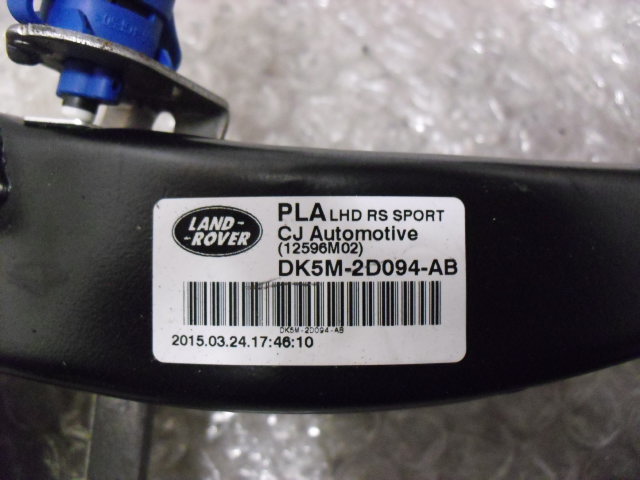 LAND-
-ROVER
PLA LHD RS SPORT
CJ Automotive
(12596M02)
DK5M-2D094-AB
DK5M-2D094-AB
2015.03.24.17:46:10